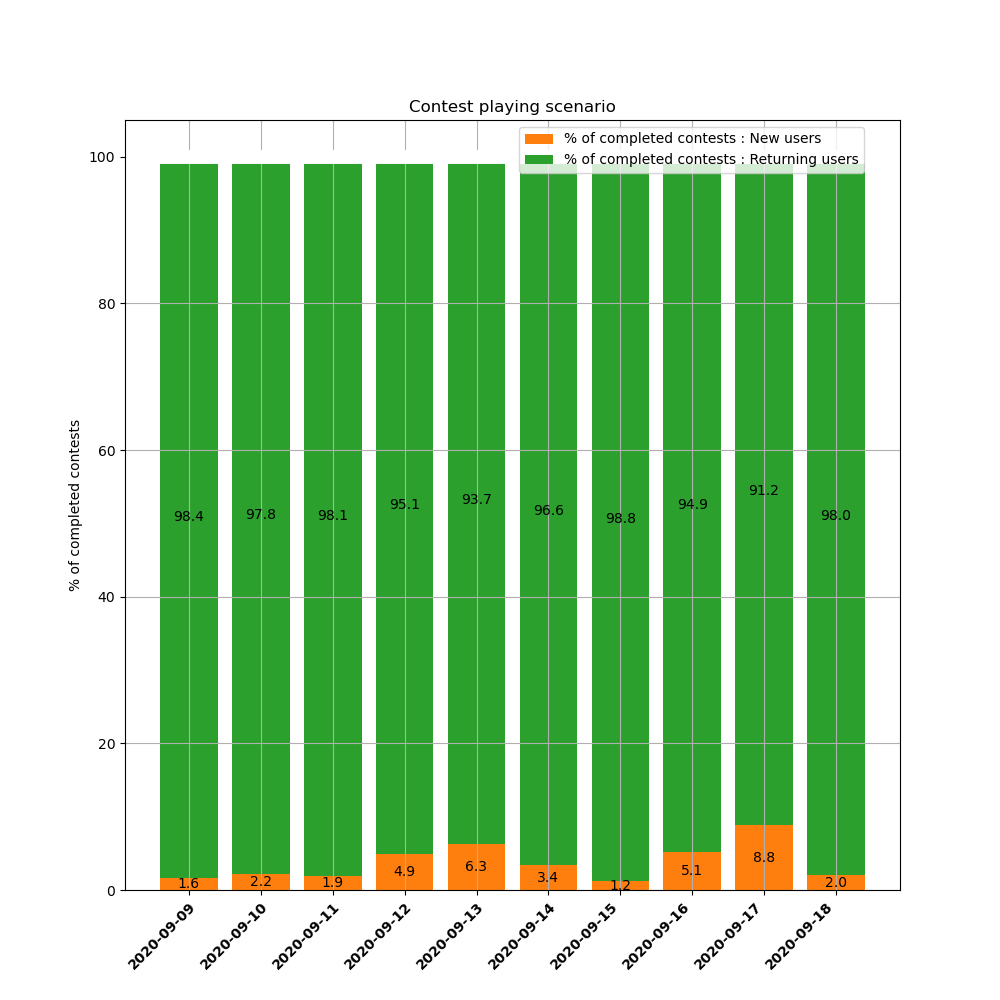 Contest playing scenario
% of completed contests : New users
% of completed contests : Returning users
% of completed contests
100
80
60
40
20
0
98.4 97.8 98.1 95.1 93.7 96.6 98.8 94.9 91.2 98.0
1.6 2.2 1.9 4.9 6.3 3.4 1.2 5.1 8.8 2.0
2020-09-09 2020-09-10 2020-09-11 2020-09-12 2020-09-13 2020-09-14 2020-09-15 2020-09-16 2020-09-17 2020-09-18